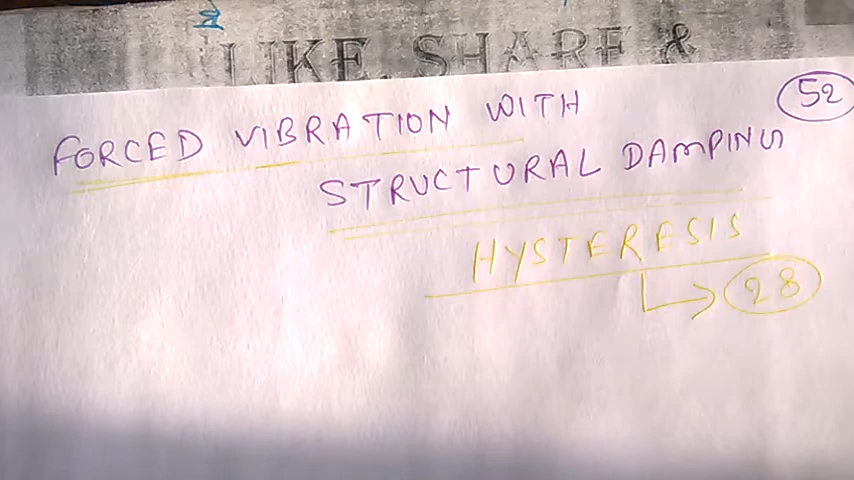 LIKE, SHARE &
52
FORCED VIBRATION WITH
STRUCTURAL DAMPING
HYSTERESIS
28